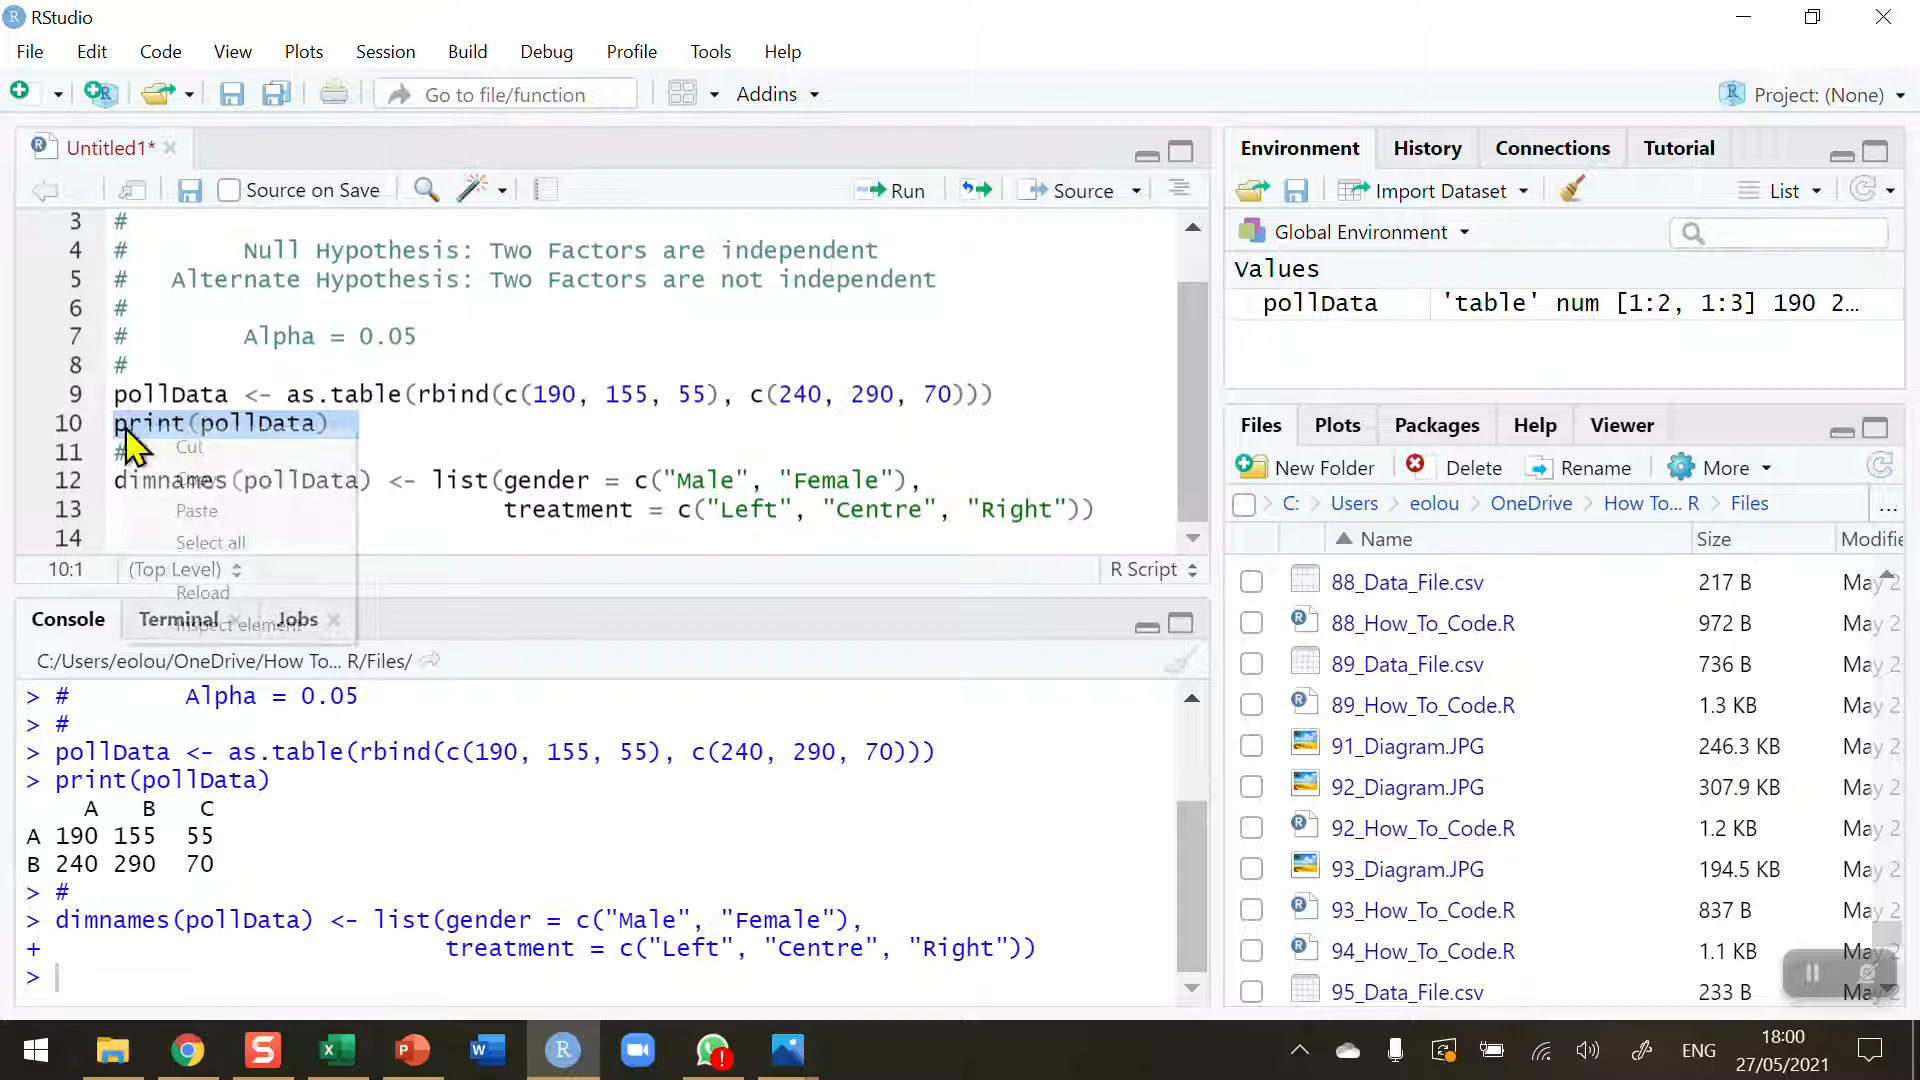 RStudio
File Edit Code View Plots Session Build Debug Profile Tools Help
Go to file/function Addins Project: (None)
Untitled1*
Source on Save Run Source
3 #
4 # Null Hypothesis: Two Factors are independent
5 # Alternate Hypothesis: Two Factors are not independent
6 #
7 # Alpha = 0.05
8 #
9 pollData <- as.table(rbind(c(190, 155, 55), c(240, 290, 70)))
10 print(pollData)
11 #
12 dimnames(pollData) <- list(gender = c("Male", "Female"),
13 treatment = c("Left", "Centre", "Right"))
14
Cut
Paste
Select all
Reload
Inspect element
10:1 (Top Level) R Script
Console Terminal Jobs
C:/Users/eolou/OneDrive/How To... R/Files/
> # Alpha = 0.05
> #
> pollData <- as.table(rbind(c(190, 155, 55), c(240, 290, 70)))
> print(pollData)
A B C
A 190 155 55
B 240 290 70
> #
> dimnames(pollData) <- list(gender = c("Male", "Female"),
+ treatment = c("Left", "Centre", "Right"))
>
Environment History Connections Tutorial
Import Dataset List
Global Environment
Values
pollData 'table' num [1:2, 1:3] 190 2…
Files Plots Packages Help Viewer
New Folder Delete Rename More
C: Users eolou OneDrive How To... R Files ...
Name Size Modifie
88_Data_File.csv 217 B May 2
88_How_To_Code.R 972 B May 2
89_Data_File.csv 736 B May 2
89_How_To_Code.R 1.3 KB May 2
91_Diagram.JPG 246.3 KB May 2
92_Diagram.JPG 307.9 KB May 2
92_How_To_Code.R 1.2 KB May 2
93_Diagram.JPG 194.5 KB May 2
93_How_To_Code.R 837 B May 2
94_How_To_Code.R 1.1 KB May 2
95_Data_File.csv 233 B May 2
ENG 18:00
27/05/2021